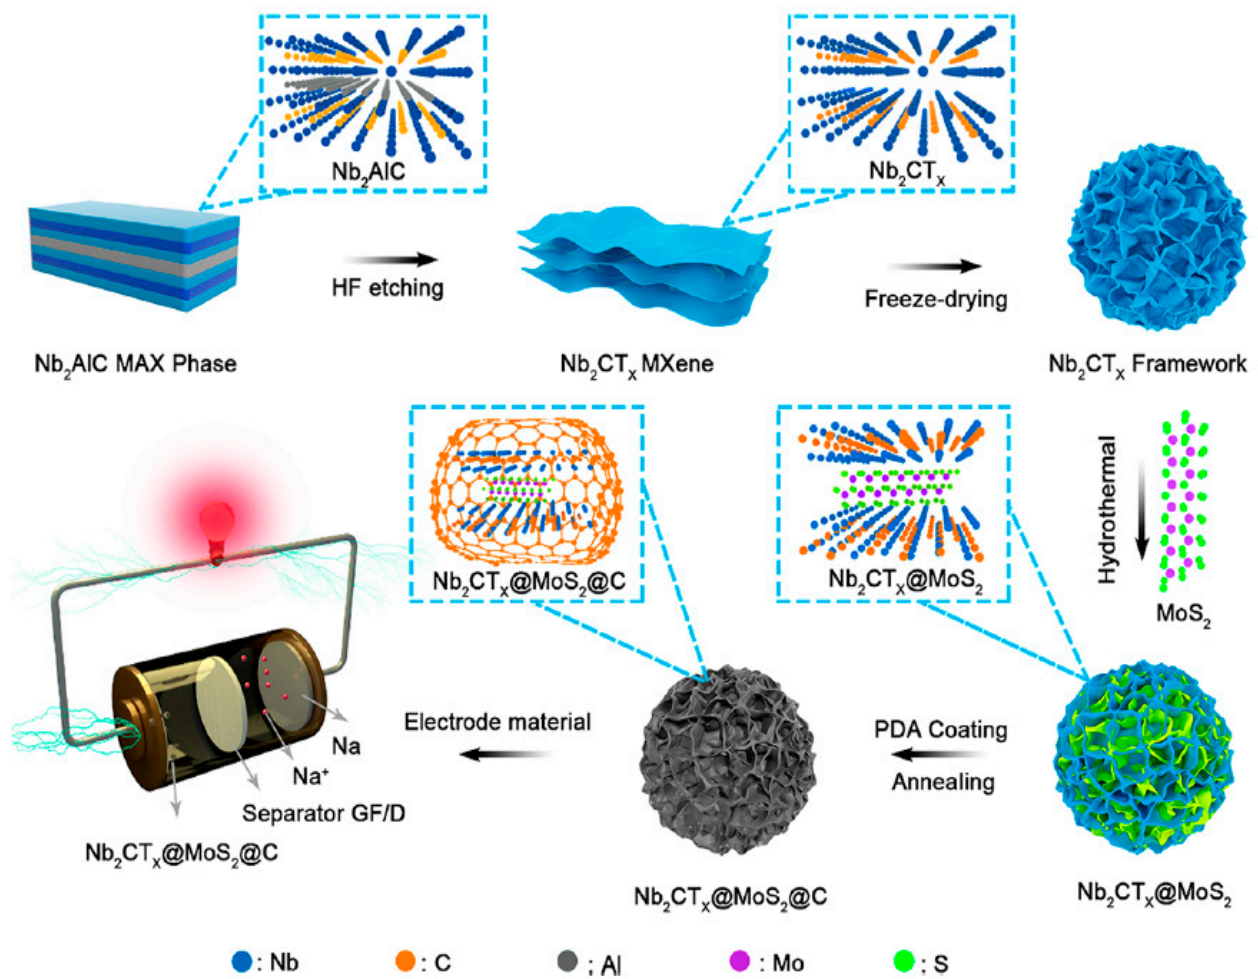 Nb₂AlC
Nb₂CTₓ
HF etching
Freeze-drying
Nb₂AlC MAX Phase
Nb₂CTₓ MXene
Nb₂CTₓ Framework
Hydrothermal
MoS₂
Nb₂CTₓ@MoS₂@C
Nb₂CTₓ@MoS₂
Electrode material
PDA Coating
Annealing
Na
Na⁺
Separator GF/D
Nb₂CTₓ@MoS₂@C
Nb₂CTₓ@MoS₂@C
Nb₂CTₓ@MoS₂
: Nb : C ; Al : Mo : S